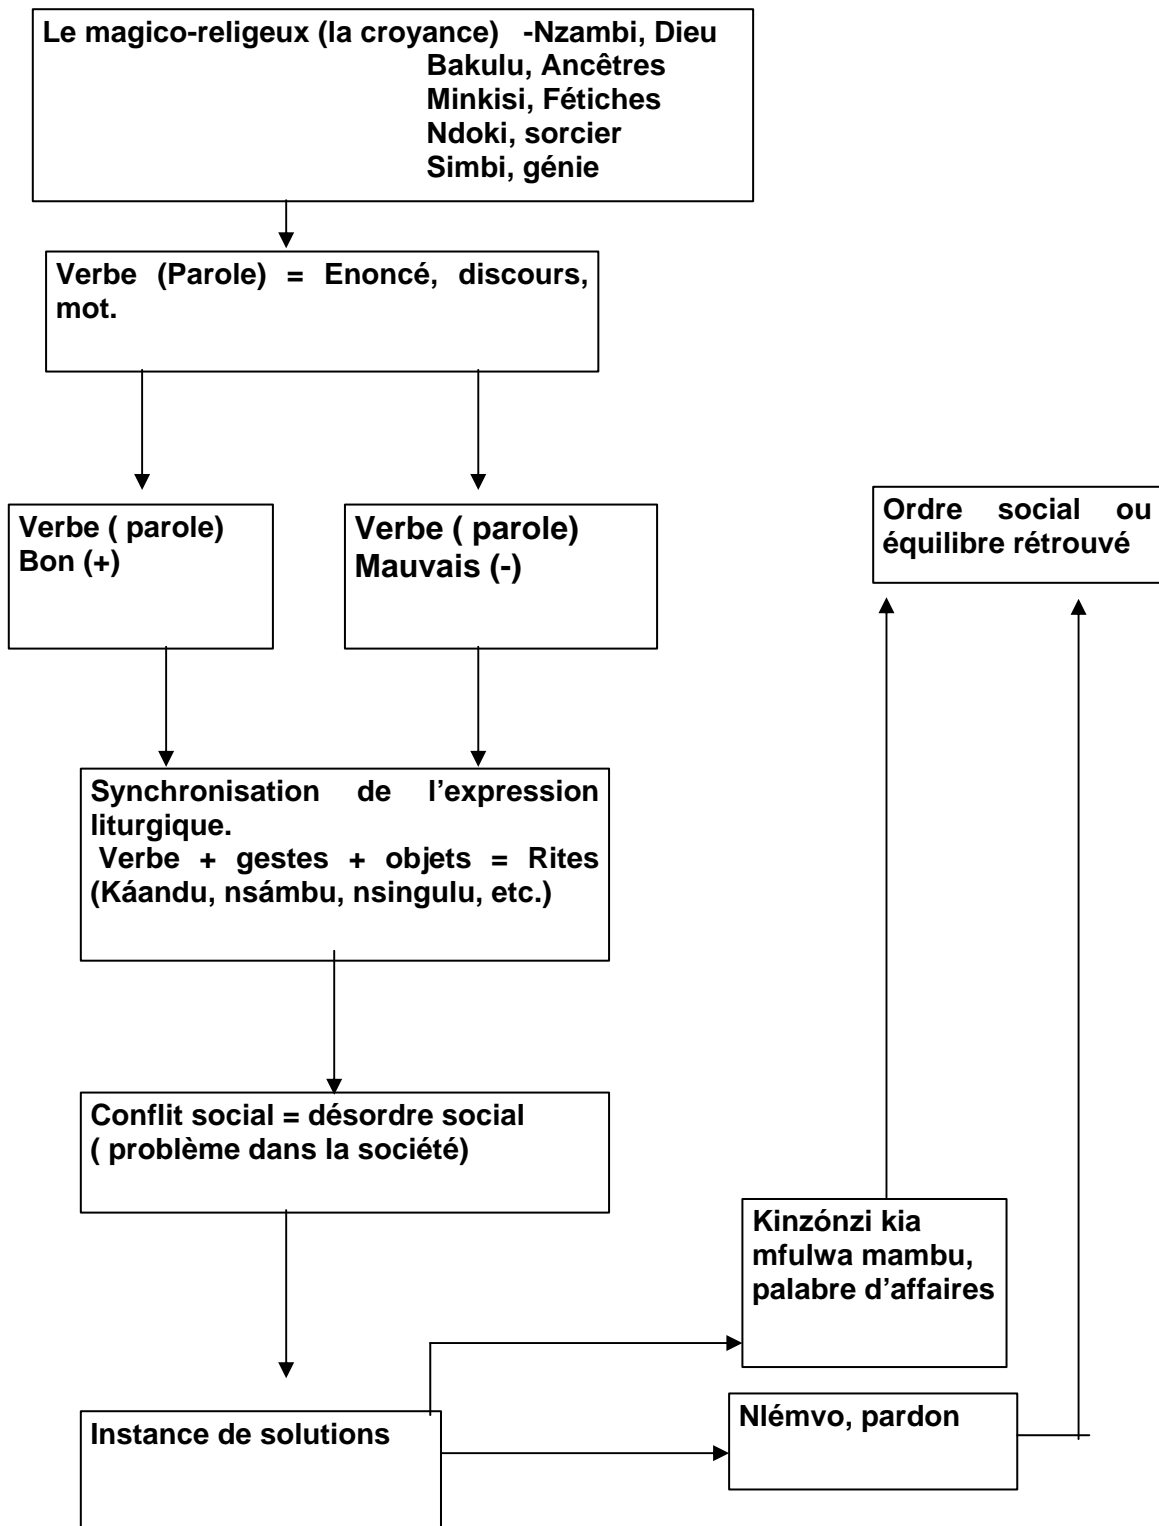 Le magico-religeux (la croyance) -Nzambi, Dieu
Bakulu, Ancêtres
Minkisi, Fétiches
Ndoki, sorcier
Simbi, génie
Verbe (Parole) = Enoncé, discours,
mot.
Verbe ( parole)
Bon (+)
Verbe ( parole)
Mauvais (-)
Ordre social ou
équilibre rétrouvé
Synchronisation de l’expression
liturgique.
Verbe + gestes + objets = Rites
(Káandu, nsámbu, nsingulu, etc.)
Conflit social = désordre social
( problème dans la société)
Kinzónzi kia
mfulwa mambu,
palabre d’affaires
Instance de solutions
Nlémvo, pardon